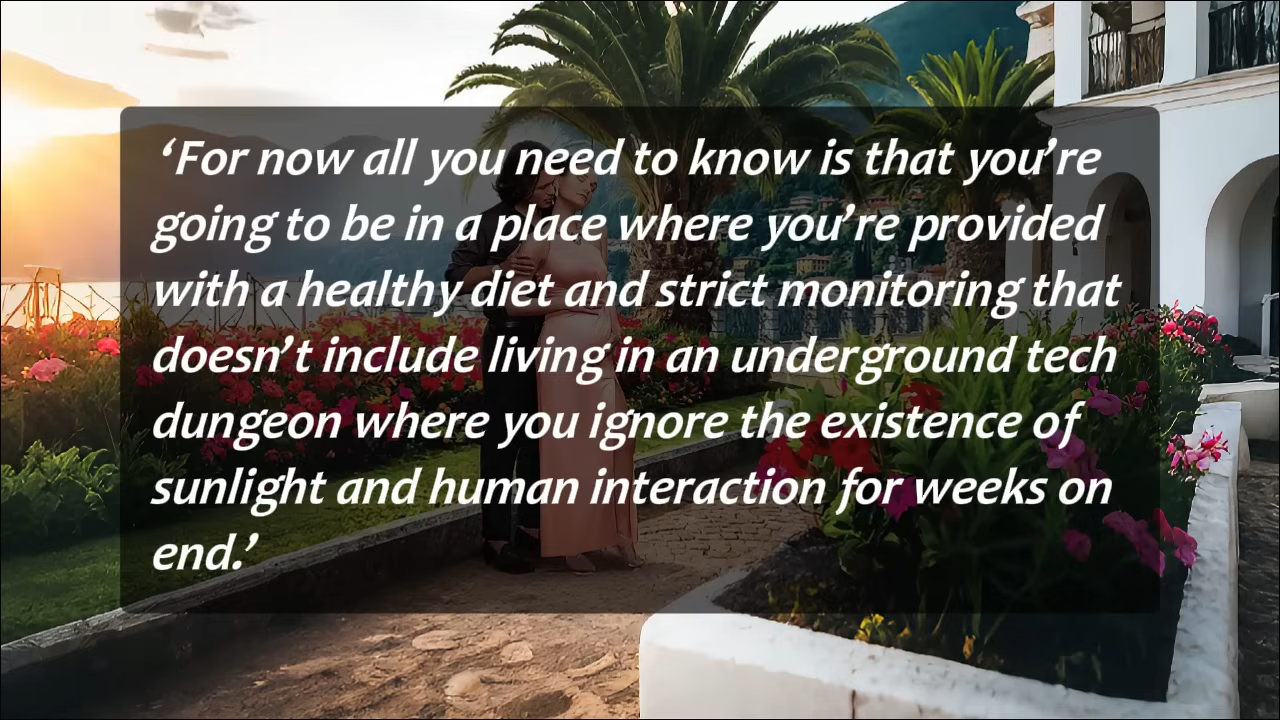 ‘For now all you need to know is that you’re
going to be in a place where you’re provided
with a healthy diet and strict monitoring that
doesn’t include living in an underground tech
dungeon where you ignore the existence of
sunlight and human interaction for weeks on
end.’